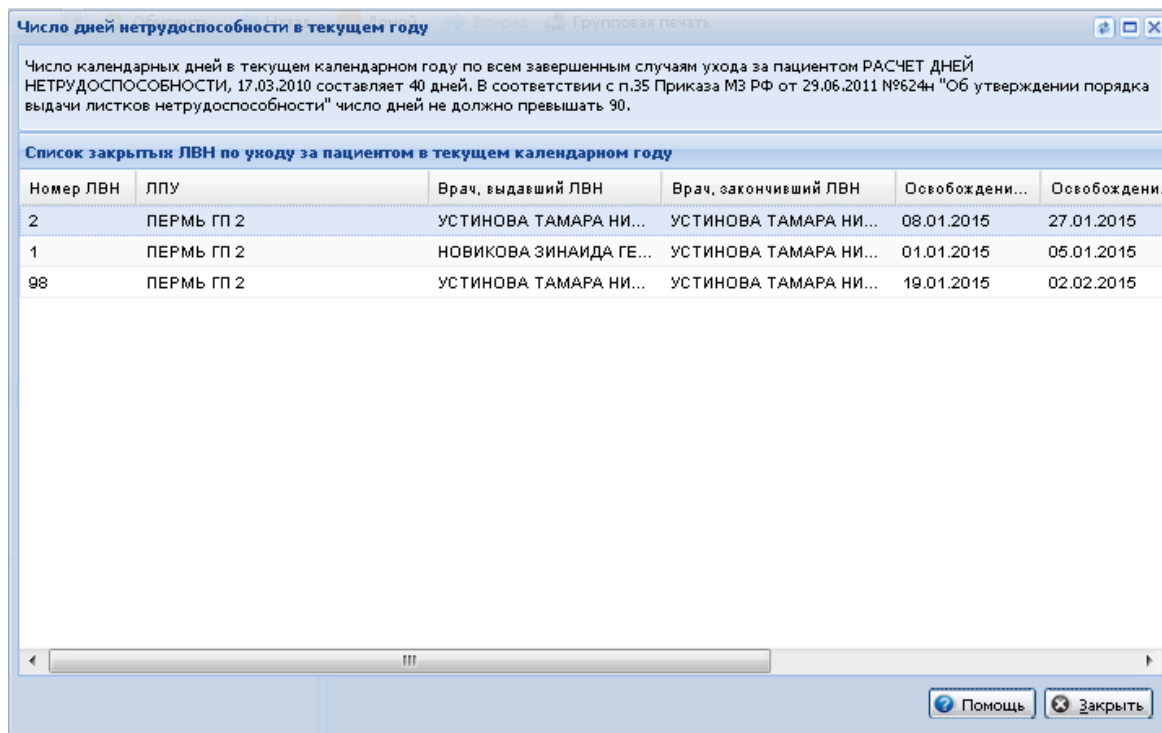 Обновить Назад Домой Вперед Групповая печать
Число дней нетрудоспособности в текущем году
Число календарных дней в текущем календарном году по всем завершенным случаям ухода за пациентом РАСЧЕТ ДНЕЙ
НЕТРУДОСПОСОБНОСТИ, 17.03.2010 составляет 40 дней. В соответствии с п.35 Приказа МЗ РФ от 29.06.2011 №624н "Об утверждении порядка
выдачи листков нетрудоспособности" число дней не должно превышать 90.
Список закрытых ЛВН по уходу за пациентом в текущем календарном году
Номер ЛВН ЛПУ Врач, выдавший ЛВН Врач, закончивший ЛВН Освобождени... Освобождени.
2 ПЕРМЬ ГП 2 УСТИНОВА ТАМАРА НИ... УСТИНОВА ТАМАРА НИ... 08.01.2015 27.01.2015
1 ПЕРМЬ ГП 2 НОВИКОВА ЗИНАИДА ГЕ... УСТИНОВА ТАМАРА НИ... 01.01.2015 05.01.2015
98 ПЕРМЬ ГП 2 УСТИНОВА ТАМАРА НИ... УСТИНОВА ТАМАРА НИ... 19.01.2015 02.02.2015
Помощь Закрыть